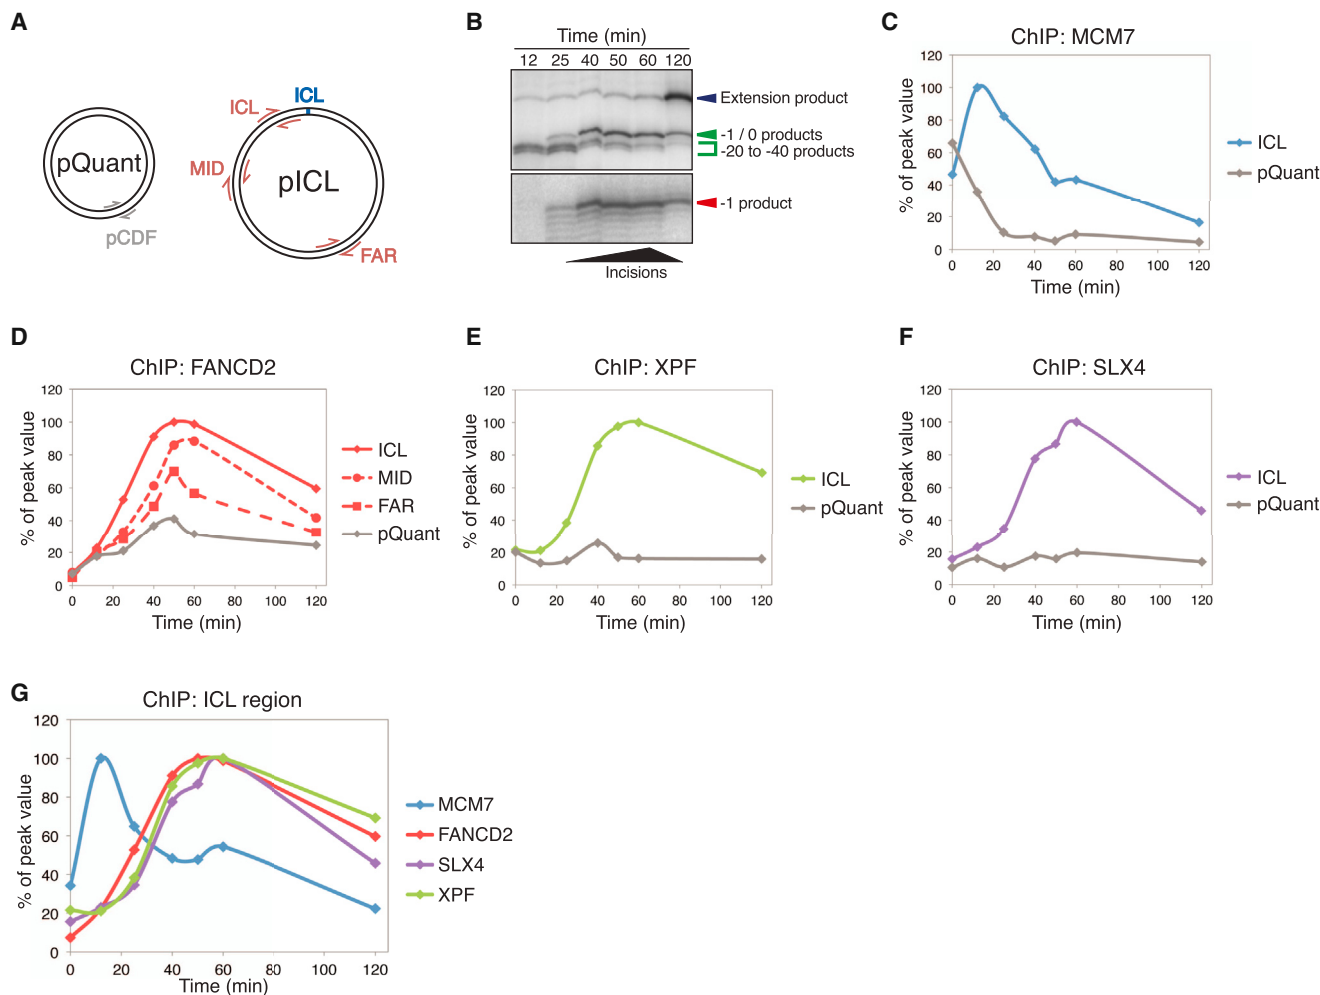 A
pQuant
pCDF
ICL
ICL
MID
pICL
FAR
B
Time (min)
12 25 40 50 60 120
Extension product
-1 / 0 products
-20 to -40 products
-1 product
Incisions
C
ChIP: MCM7
% of peak value
120
100
80
60
40
20
0
0 20 40 60 80 100 120
Time (min)
ICL
pQuant
D
ChIP: FANCD2
% of peak value
120
100
80
60
40
20
0
0 20 40 60 80 100 120
Time (min)
ICL
MID
FAR
pQuant
E
ChIP: XPF
% of peak value
120
100
80
60
40
20
0
0 20 40 60 80 100 120
Time (min)
ICL
pQuant
F
ChIP: SLX4
% of peak value
120
100
80
60
40
20
0
0 20 40 60 80 100 120
Time (min)
ICL
pQuant
G
ChIP: ICL region
% of peak value
120
100
80
60
40
20
0
0 20 40 60 80 100 120
Time (min)
MCM7
FANCD2
SLX4
XPF